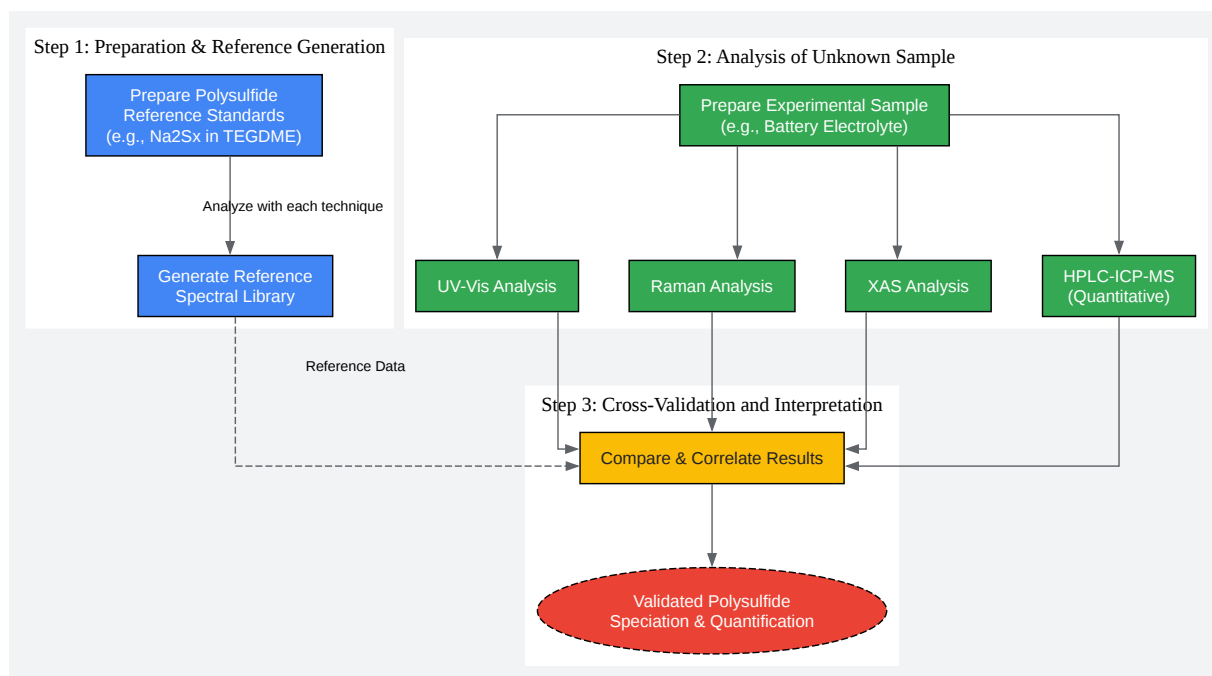 Step 1: Preparation & Reference Generation
Prepare Polysulfide
Reference Standards
(e.g., Na2Sx in TEGDME)
Analyze with each technique
Generate Reference
Spectral Library
Reference Data
Step 2: Analysis of Unknown Sample
Prepare Experimental Sample
(e.g., Battery Electrolyte)
UV-Vis Analysis
Raman Analysis
XAS Analysis
HPLC-ICP-MS
(Quantitative)
Step 3: Cross-Validation and Interpretation
Compare & Correlate Results
Validated Polysulfide
Speciation & Quantification